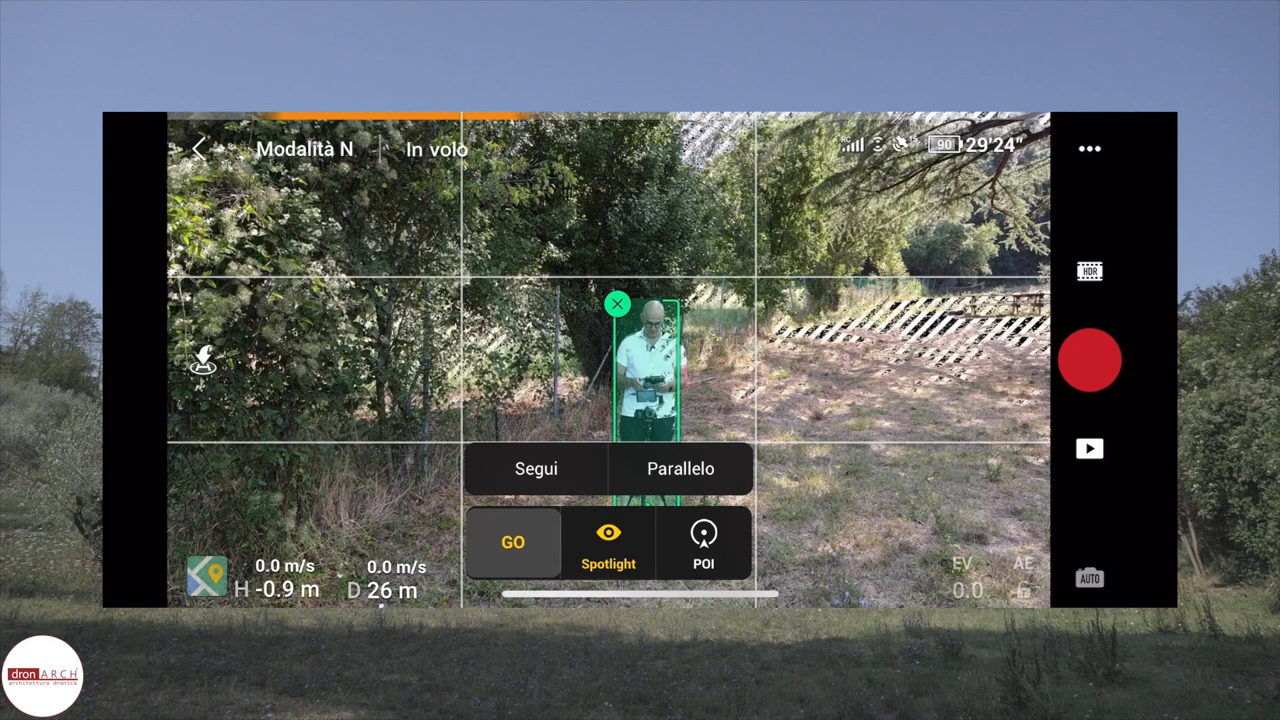 Modalità N
In volo
90 29'24"
HDR
Segui
Parallelo
GO
Spotlight
POI
0.0 m/s
0.0 m/s
H -0.9 m
D 26 m
EV
AE
0.0
AUTO
dronARCH
architettura dronica